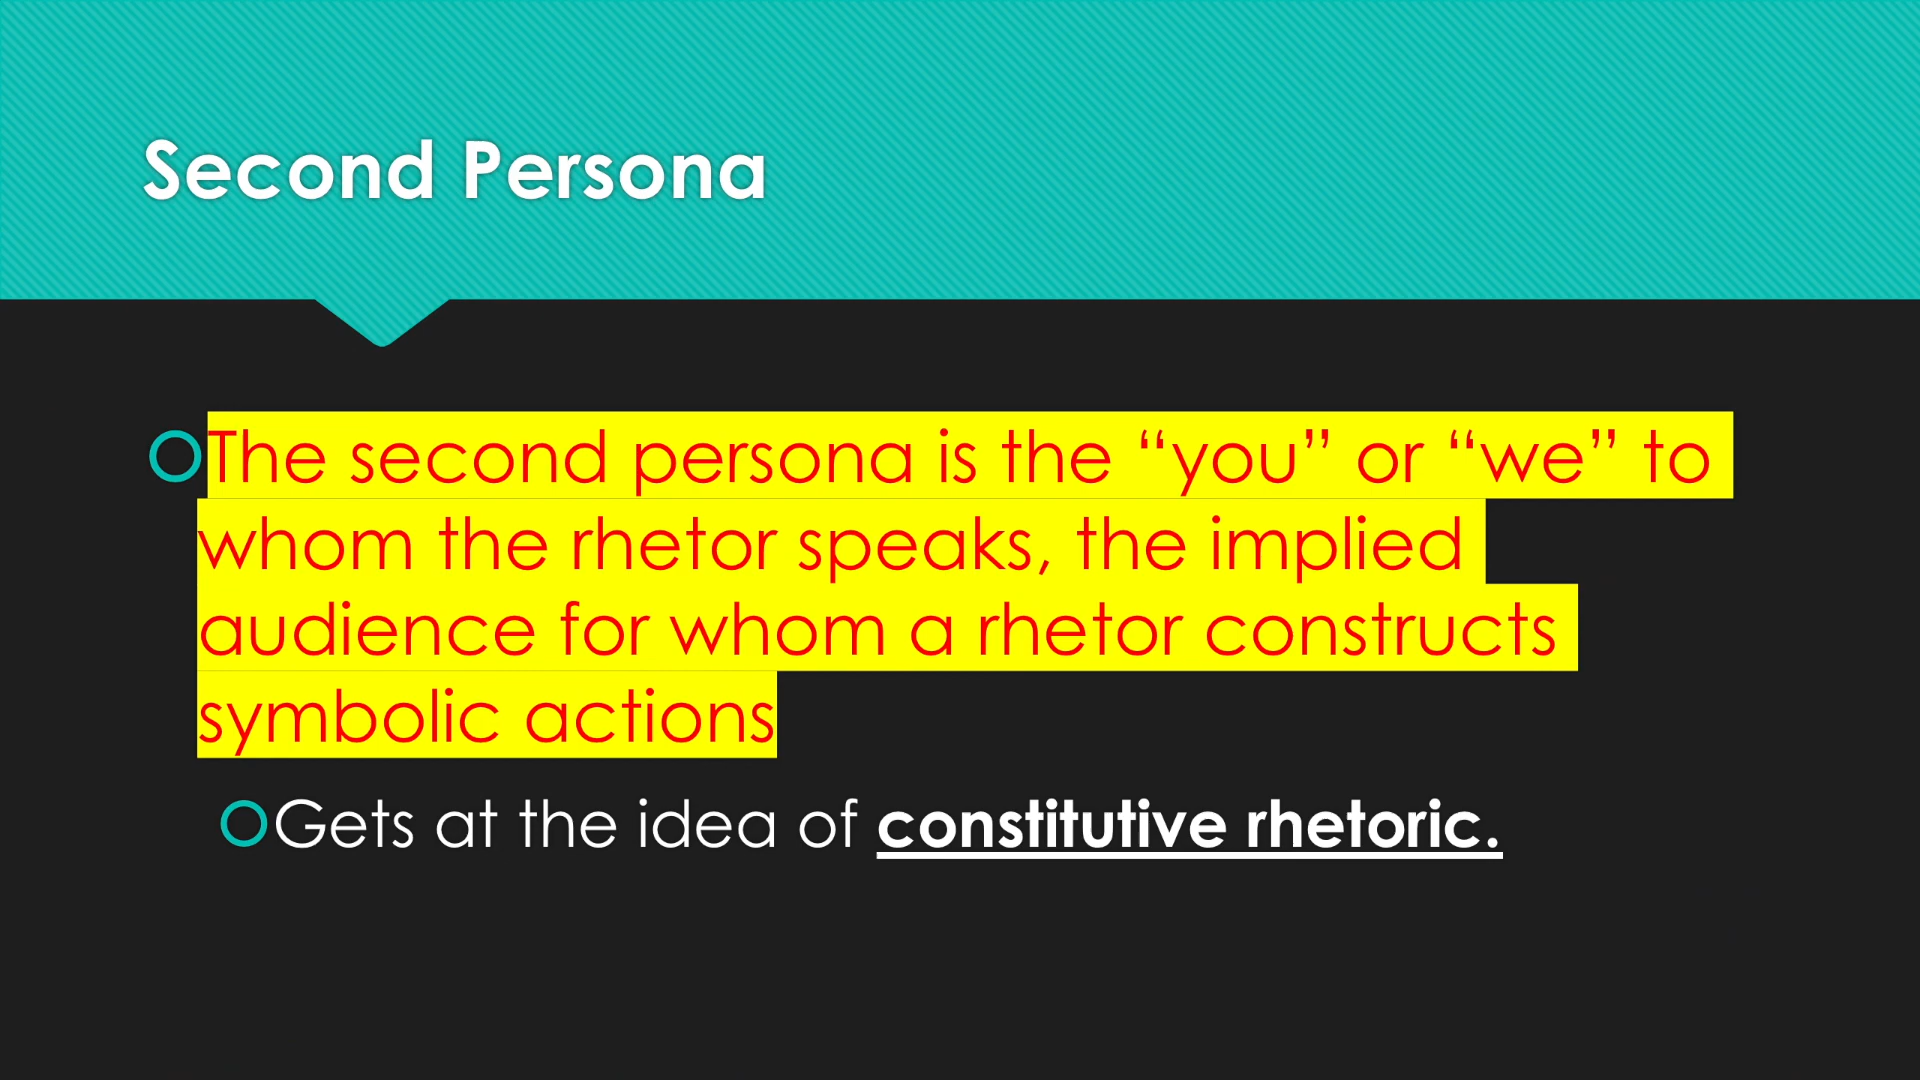 Second Persona
The second persona is the “you” or “we” to
whom the rhetor speaks, the implied
audience for whom a rhetor constructs
symbolic actions
Gets at the idea of constitutive rhetoric.